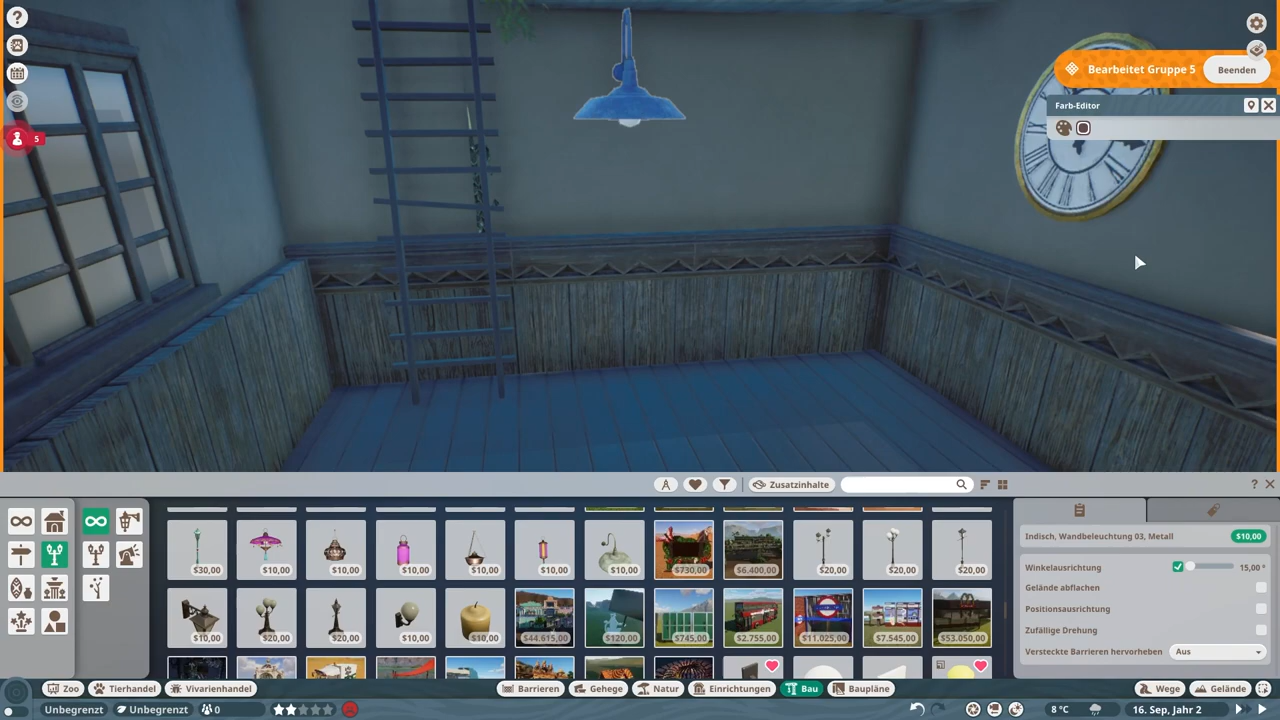 ?
5
Bearbeitet Gruppe 5
Beenden
Farb-Editor
Zusatzinhalte
?
$30,00 $10,00 $10,00 $10,00 $10,00 $10,00 $10,00 $730,00 $6.400,00 $20,00 $20,00 $20,00
$10,00 $20,00 $20,00 $10,00 $10,00 $44.615,00 $120,00 $745,00 $2.755,00 $11.025,00 $7.545,00 $53.050,00
Indisch, Wandbeleuchtung 03, Metall $10,00
Winkelausrichtung 15,00 °
Gelände abflachen
Positionsausrichtung
Zufällige Drehung
Versteckte Barrieren hervorheben Aus
Zoo Tierhandel Vivarienhandel Barrieren Gehege Natur Einrichtungen Bau Baupläne Wege Gelände
Unbegrenzt Unbegrenzt 0 8 °C 16. Sep, Jahr 2